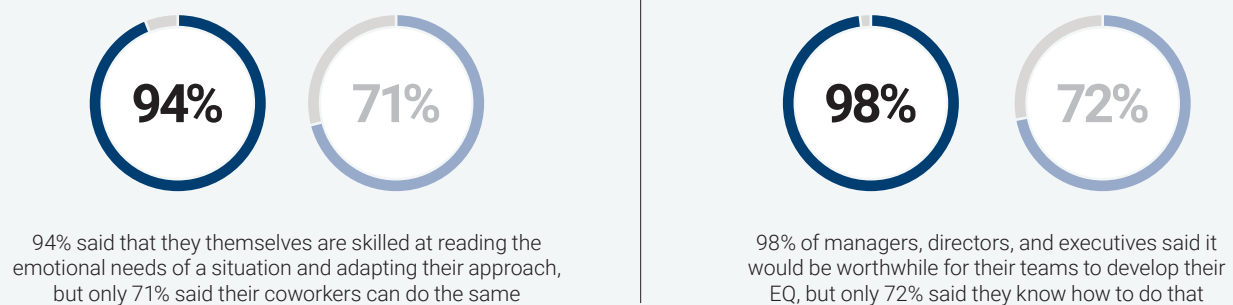 94%
71%
94% said that they themselves are skilled at reading the
emotional needs of a situation and adapting their approach,
but only 71% said their coworkers can do the same
98%
72%
98% of managers, directors, and executives said it
would be worthwhile for their teams to develop their
EQ, but only 72% said they know how to do that